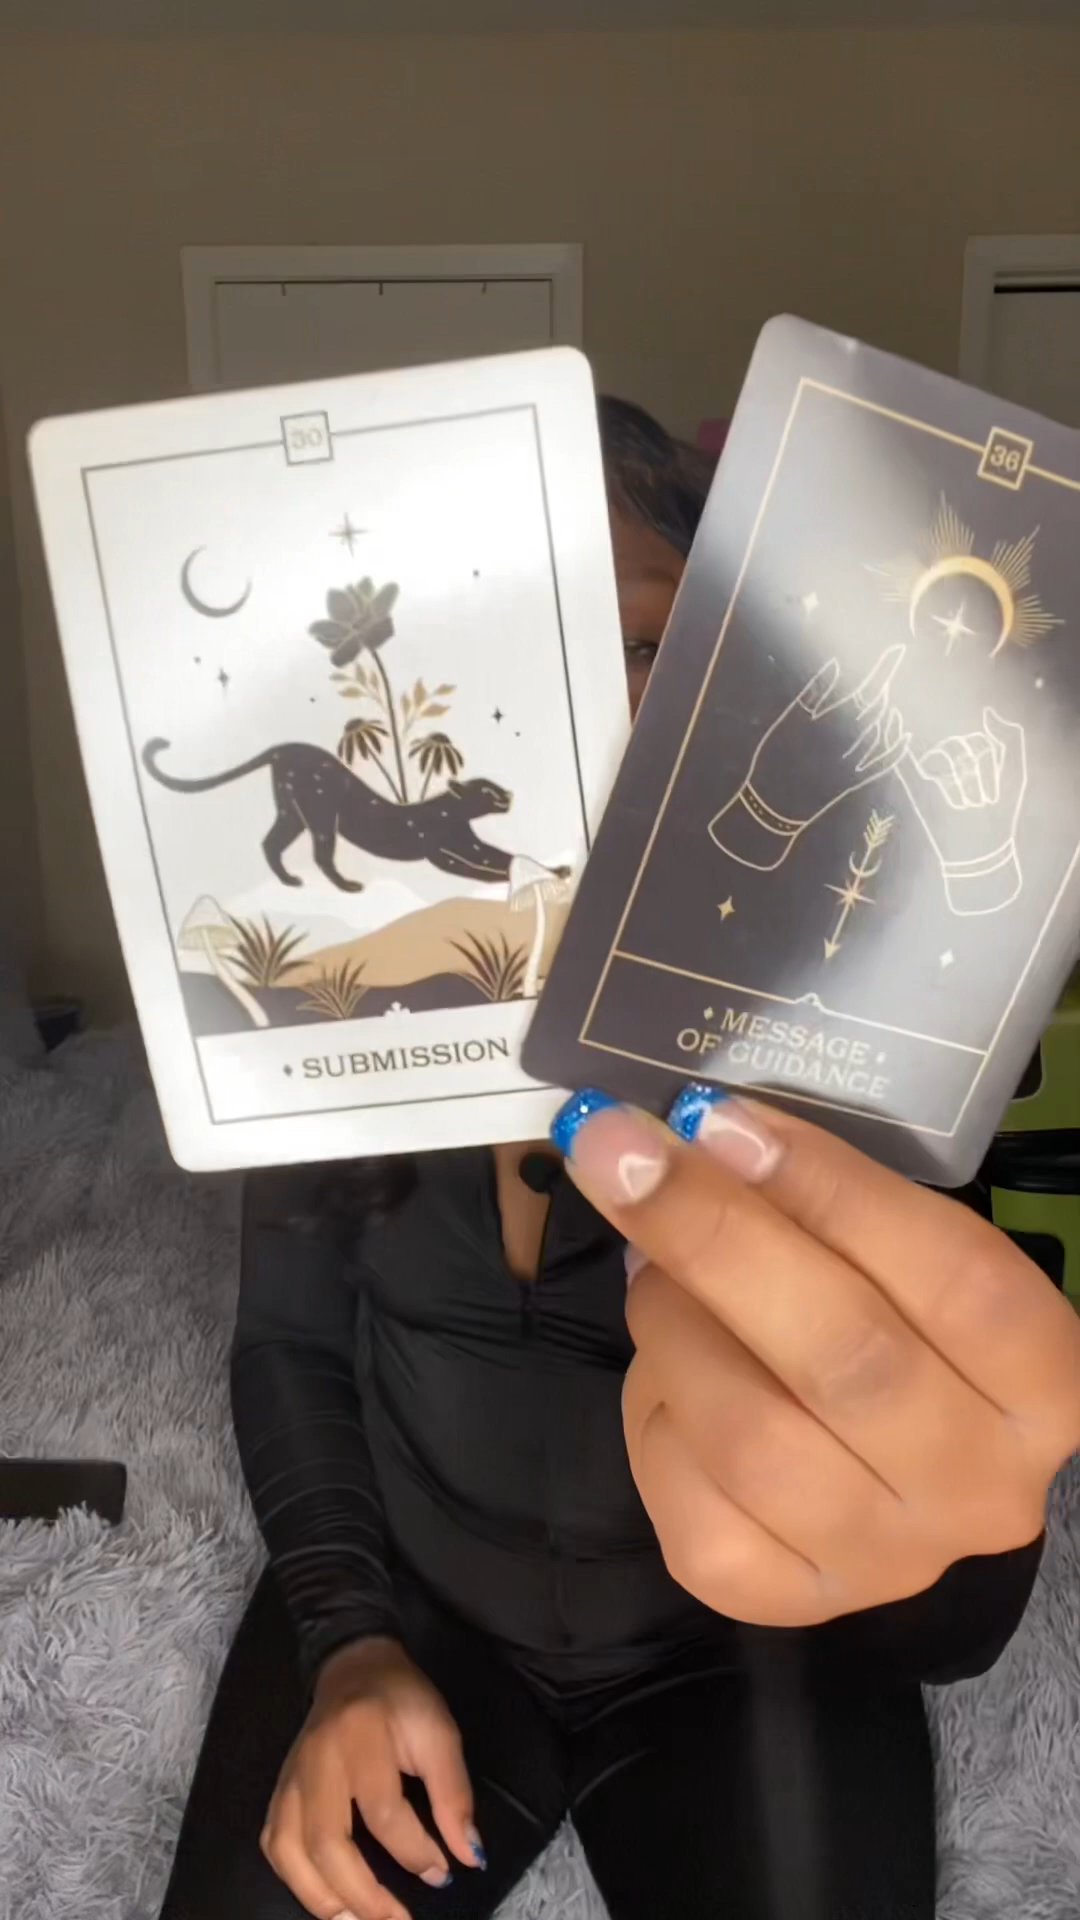 30
♦ SUBMISSION
36
♦ MESSAGE ♦
OF GUIDANCE